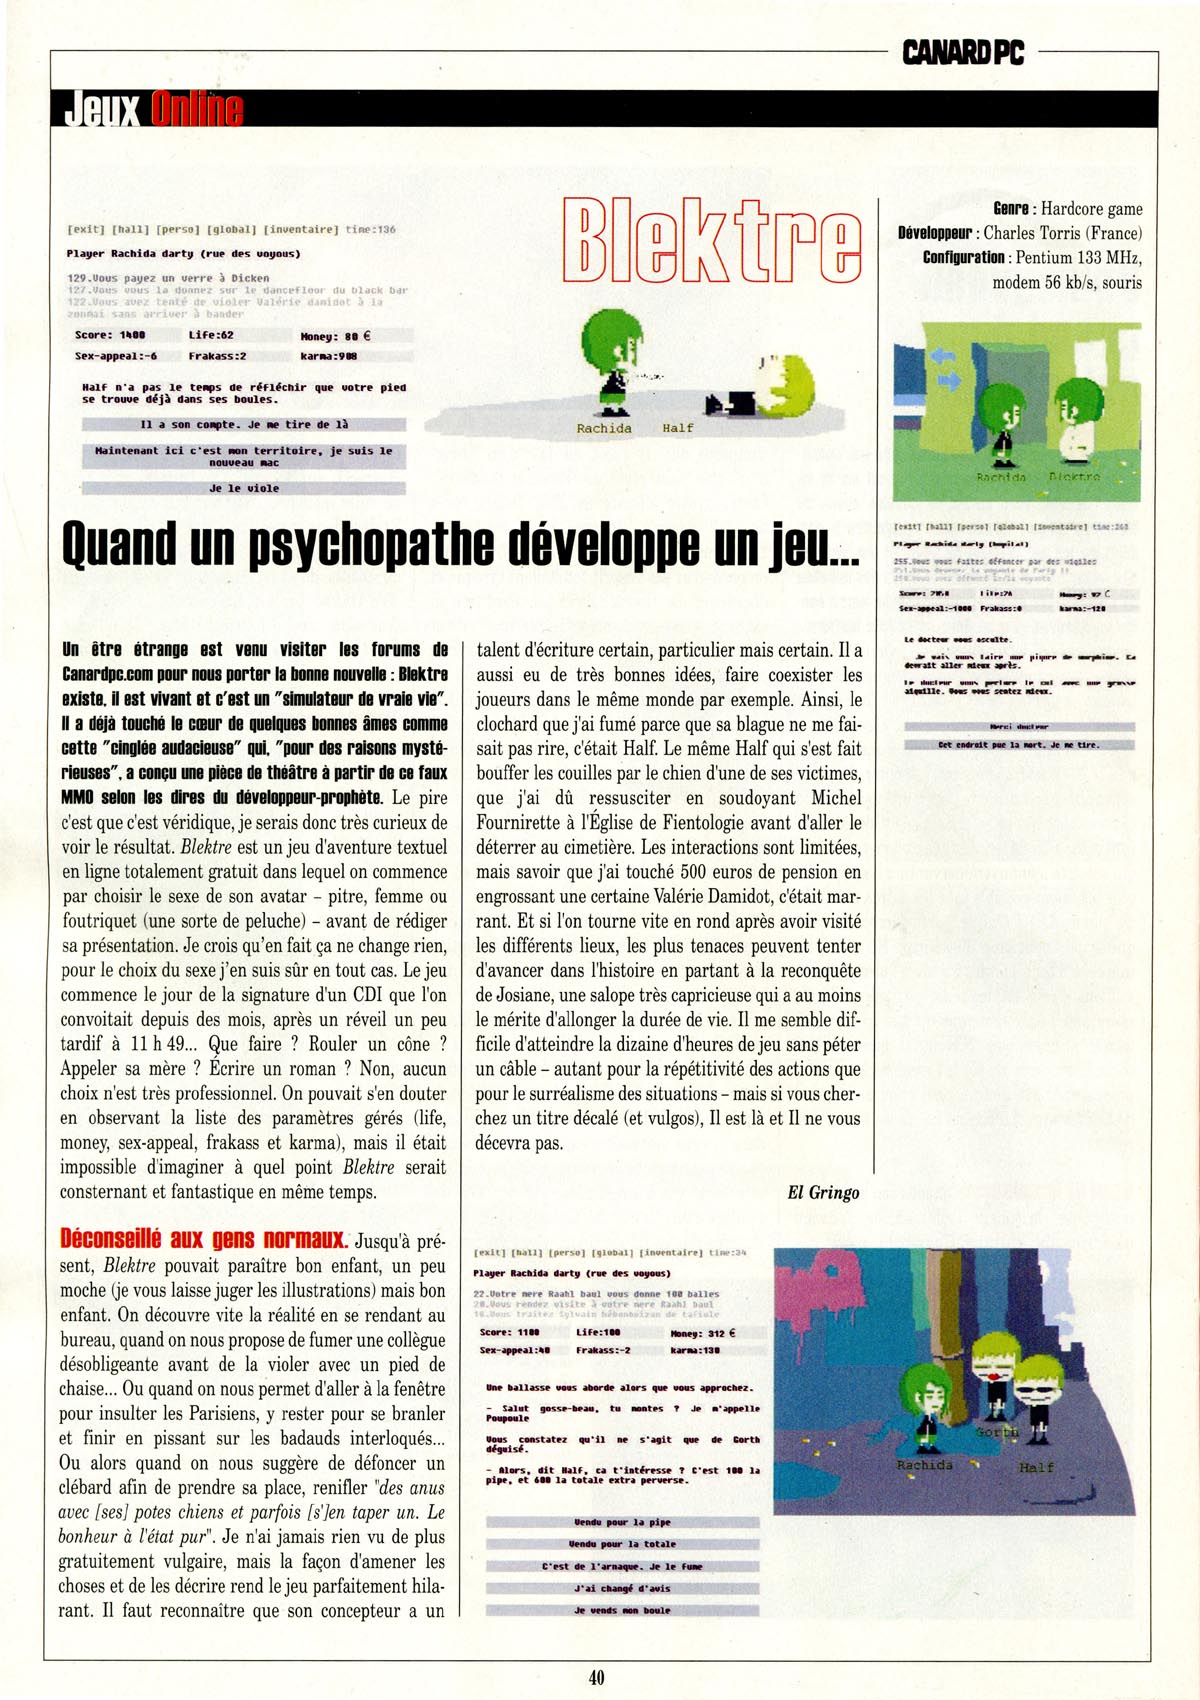 CANARD PC
Jeux Online
Blektre
[exit] [hall] [perso] [global] [inventaire] time:136
Player Rachida darty (rue des voyous)
129.Vous payez un verre à Dicken
127.Vous vous la donnez sur le dancefloor du black bar
122.Vous avez tenté de violer Valérie damidot à la
zonmai sans arriver à bander
Score: 1400 Life:62 Money: 80 €
Sex-appeal:-6 Frakass:2 karma:908
Half n'a pas le temps de réfléchir que votre pied
se trouve déjà dans ses boules.
Il a son compte. Je me tire de là
Maintenant ici c'est mon territoire, je suis le
nouveau mac
Je le viole
Rachida Half
Genre : Hardcore game
Développeur : Charles Torris (France)
Configuration : Pentium 133 MHz,
modem 56 kb/s, souris
Rachida Blektre
[exit] [hall] [perso] [global] [inventaire] time:260
Player Rachida darty (hopital)
255.Vous vous faites défoncer par des vigiles
Sex-appeal:-1000 Frakass:0 karma:-120
Le docteur vous ausculte.
Je vais vous faire une piqure de morphine. Ca
devrait aller mieux après.
Le docteur vous perfore le cul avec une grosse
aiguille. Vous vous sentez mieux.
Merci docteur
Cet endroit pue la mort. Je me tire.
Quand un psychopathe développe un jeu...
Un être étrange est venu visiter les forums de
Canardpc.com pour nous porter la bonne nouvelle : Blektre
existe, il est vivant et c'est un "simulateur de vraie vie".
Il a déjà touché le cœur de quelques bonnes âmes comme
cette "cinglée audacieuse" qui, "pour des raisons mysté-
rieuses", a conçu une pièce de théâtre à partir de ce faux
MMO selon les dires du développeur-prophète. Le pire
c'est que c'est véridique, je serais donc très curieux de
voir le résultat. Blektre est un jeu d'aventure textuel
en ligne totalement gratuit dans lequel on commence
par choisir le sexe de son avatar – pitre, femme ou
foutriquet (une sorte de peluche) – avant de rédiger
sa présentation. Je crois qu'en fait ça ne change rien,
pour le choix du sexe j'en suis sûr en tout cas. Le jeu
commence le jour de la signature d'un CDI que l'on
convoitait depuis des mois, après un réveil un peu
tardif à 11 h 49... Que faire ? Rouler un cône ?
Appeler sa mère ? Écrire un roman ? Non, aucun
choix n'est très professionnel. On pouvait s'en douter
en observant la liste des paramètres gérés (life,
money, sex-appeal, frakass et karma), mais il était
impossible d'imaginer à quel point Blektre serait
consternant et fantastique en même temps.
Déconseillé aux gens normaux. Jusqu'à pré-
sent, Blektre pouvait paraître bon enfant, un peu
moche (je vous laisse juger les illustrations) mais bon
enfant. On découvre vite la réalité en se rendant au
bureau, quand on nous propose de fumer une collègue
désobligeante avant de la violer avec un pied de
chaise... Ou quand on nous permet d'aller à la fenêtre
pour insulter les Parisiens, y rester pour se branler
et finir en pissant sur les badauds interloqués...
Ou alors quand on nous suggère de défoncer un
clébard afin de prendre sa place, renifler "des anus
avec [ses] potes chiens et parfois [s']en taper un. Le
bonheur à l'état pur". Je n'ai jamais rien vu de plus
gratuitement vulgaire, mais la façon d'amener les
choses et de les décrire rend le jeu parfaitement hila-
rant. Il faut reconnaître que son concepteur a un
talent d'écriture certain, particulier mais certain. Il a
aussi eu de très bonnes idées, faire coexister les
joueurs dans le même monde par exemple. Ainsi, le
clochard que j'ai fumé parce que sa blague ne me fai-
sait pas rire, c'était Half. Le même Half qui s'est fait
bouffer les couilles par le chien d'une de ses victimes,
que j'ai dû ressusciter en soudoyant Michel
Fournirette à l'Église de Fientologie avant d'aller le
déterrer au cimetière. Les interactions sont limitées,
mais savoir que j'ai touché 500 euros de pension en
engrossant une certaine Valérie Damidot, c'était mar-
rant. Et si l'on tourne vite en rond après avoir visité
les différents lieux, les plus tenaces peuvent tenter
d'avancer dans l'histoire en partant à la reconquête
de Josiane, une salope très capricieuse qui a au moins
le mérite d'allonger la durée de vie. Il me semble dif-
ficile d'atteindre la dizaine d'heures de jeu sans péter
un câble – autant pour la répétitivité des actions que
pour le surréalisme des situations – mais si vous cher-
chez un titre décalé (et vulgos), Il est là et Il ne vous
décevra pas.
El Gringo
[exit] [hall] [perso] [global] [inventaire] time:34
Player Rachida darty (rue des voyous)
22.Votre mere Raahl baul vous donne 100 balles
20.Vous rendez visite à votre mere Raahl baul
Score: 1100 Life:100 Money: 312 €
Sex-appeal:40 Frakass:-2 karma:130
Une ballasse vous aborde alors que vous approchez.
- Salut gosse-beau, tu montes ? Je m'appelle
Poupoule
Vous constatez qu'il ne s'agit que de Gorth
déguisé.
- Alors, dit Half, ca t'intéresse ? C'est 100 la
pipe, et 600 la totale extra perverse.
Vendu pour la pipe
Vendu pour la totale
C'est de l'arnaque. Je le fume
J'ai changé d'avis
Je vends mon boule
Gorth
Rachida Half
40